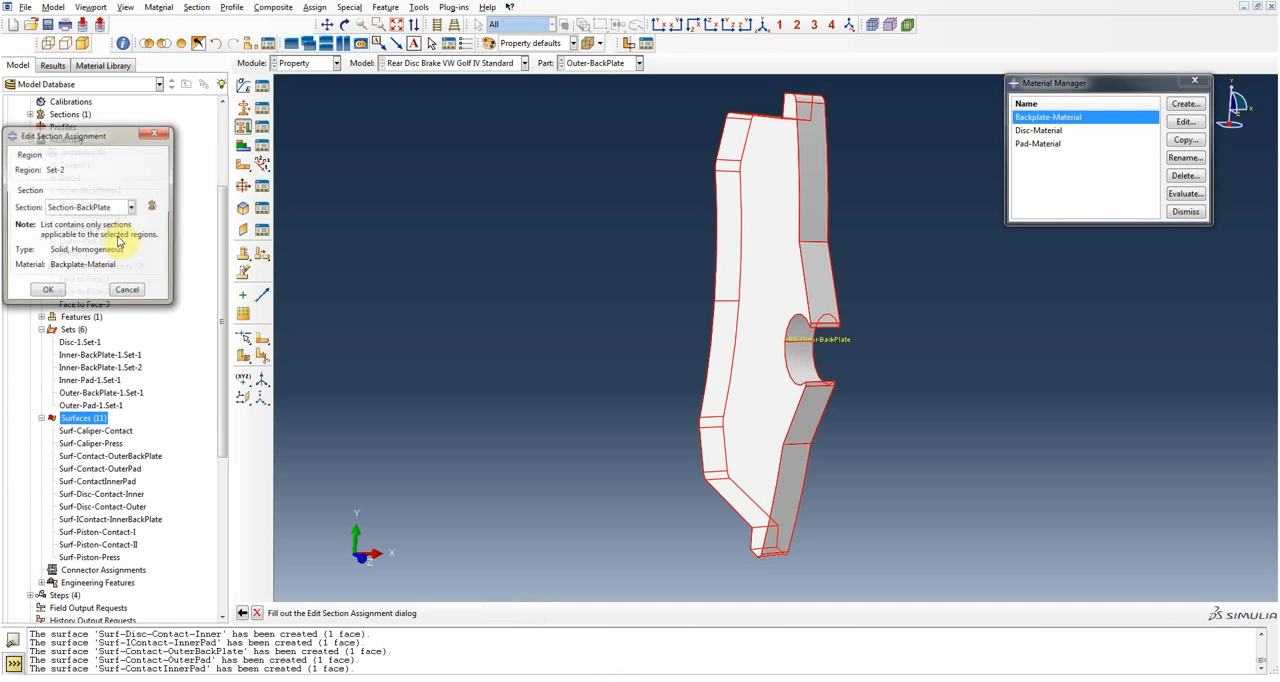 File Model Viewport View Material Section Profile Composite Assign Special Feature Tools Plug-ins Help
All 1 2 3
Property defaults
Model Results Material Library
Module: Property Model: Rear Disc Brake VW Golf IV Standard Part: Outer-BackPlate
Model Database
Calibrations
Sections (1)
Edit Section Assignment
Region
Region: Set-2
Section
Section: Section-BackPlate
Note: List contains only sections
applicable to the selected regions.
Type: Solid, Homogeneous
Material: Backplate-Material
OK Cancel
Face to Face-3
Features (1)
Sets (6)
Disc-1.Set-1
Inner-BackPlate-1.Set-1
Inner-BackPlate-1.Set-2
Inner-Pad-1.Set-1
Outer-BackPlate-1.Set-1
Outer-Pad-1.Set-1
Surfaces (11)
Surf-Caliper-Contact
Surf-Caliper-Press
Surf-Contact-OuterBackPlate
Surf-Contact-OuterPad
Surf-ContactInnerPad
Surf-Disc-Contact-Inner
Surf-Disc-Contact-Outer
Surf-IContact-InnerBackPlate
Surf-Piston-Contact-I
Surf-Piston-Contact-II
Surf-Piston-Press
Connector Assignments
Engineering Features
Steps (4)
Field Output Requests
History Output Requests
Material Manager
Name
Backplate-Material
Disc-Material
Pad-Material
Create...
Edit...
Copy...
Rename...
Delete...
Evaluate...
Dismiss
Y
X
Z
Fill out the Edit Section Assignment dialog
SIMULIA
The surface 'Surf-Disc-Contact-Inner' has been created (1 face).
The surface 'Surf-IContact-InnerPad' has been created (1 face).
The surface 'Surf-Contact-OuterBackPlate' has been created (1 face).
The surface 'Surf-Contact-OuterPad' has been created (1 face).
The surface 'Surf-ContactInnerPad' has been created (1 face).